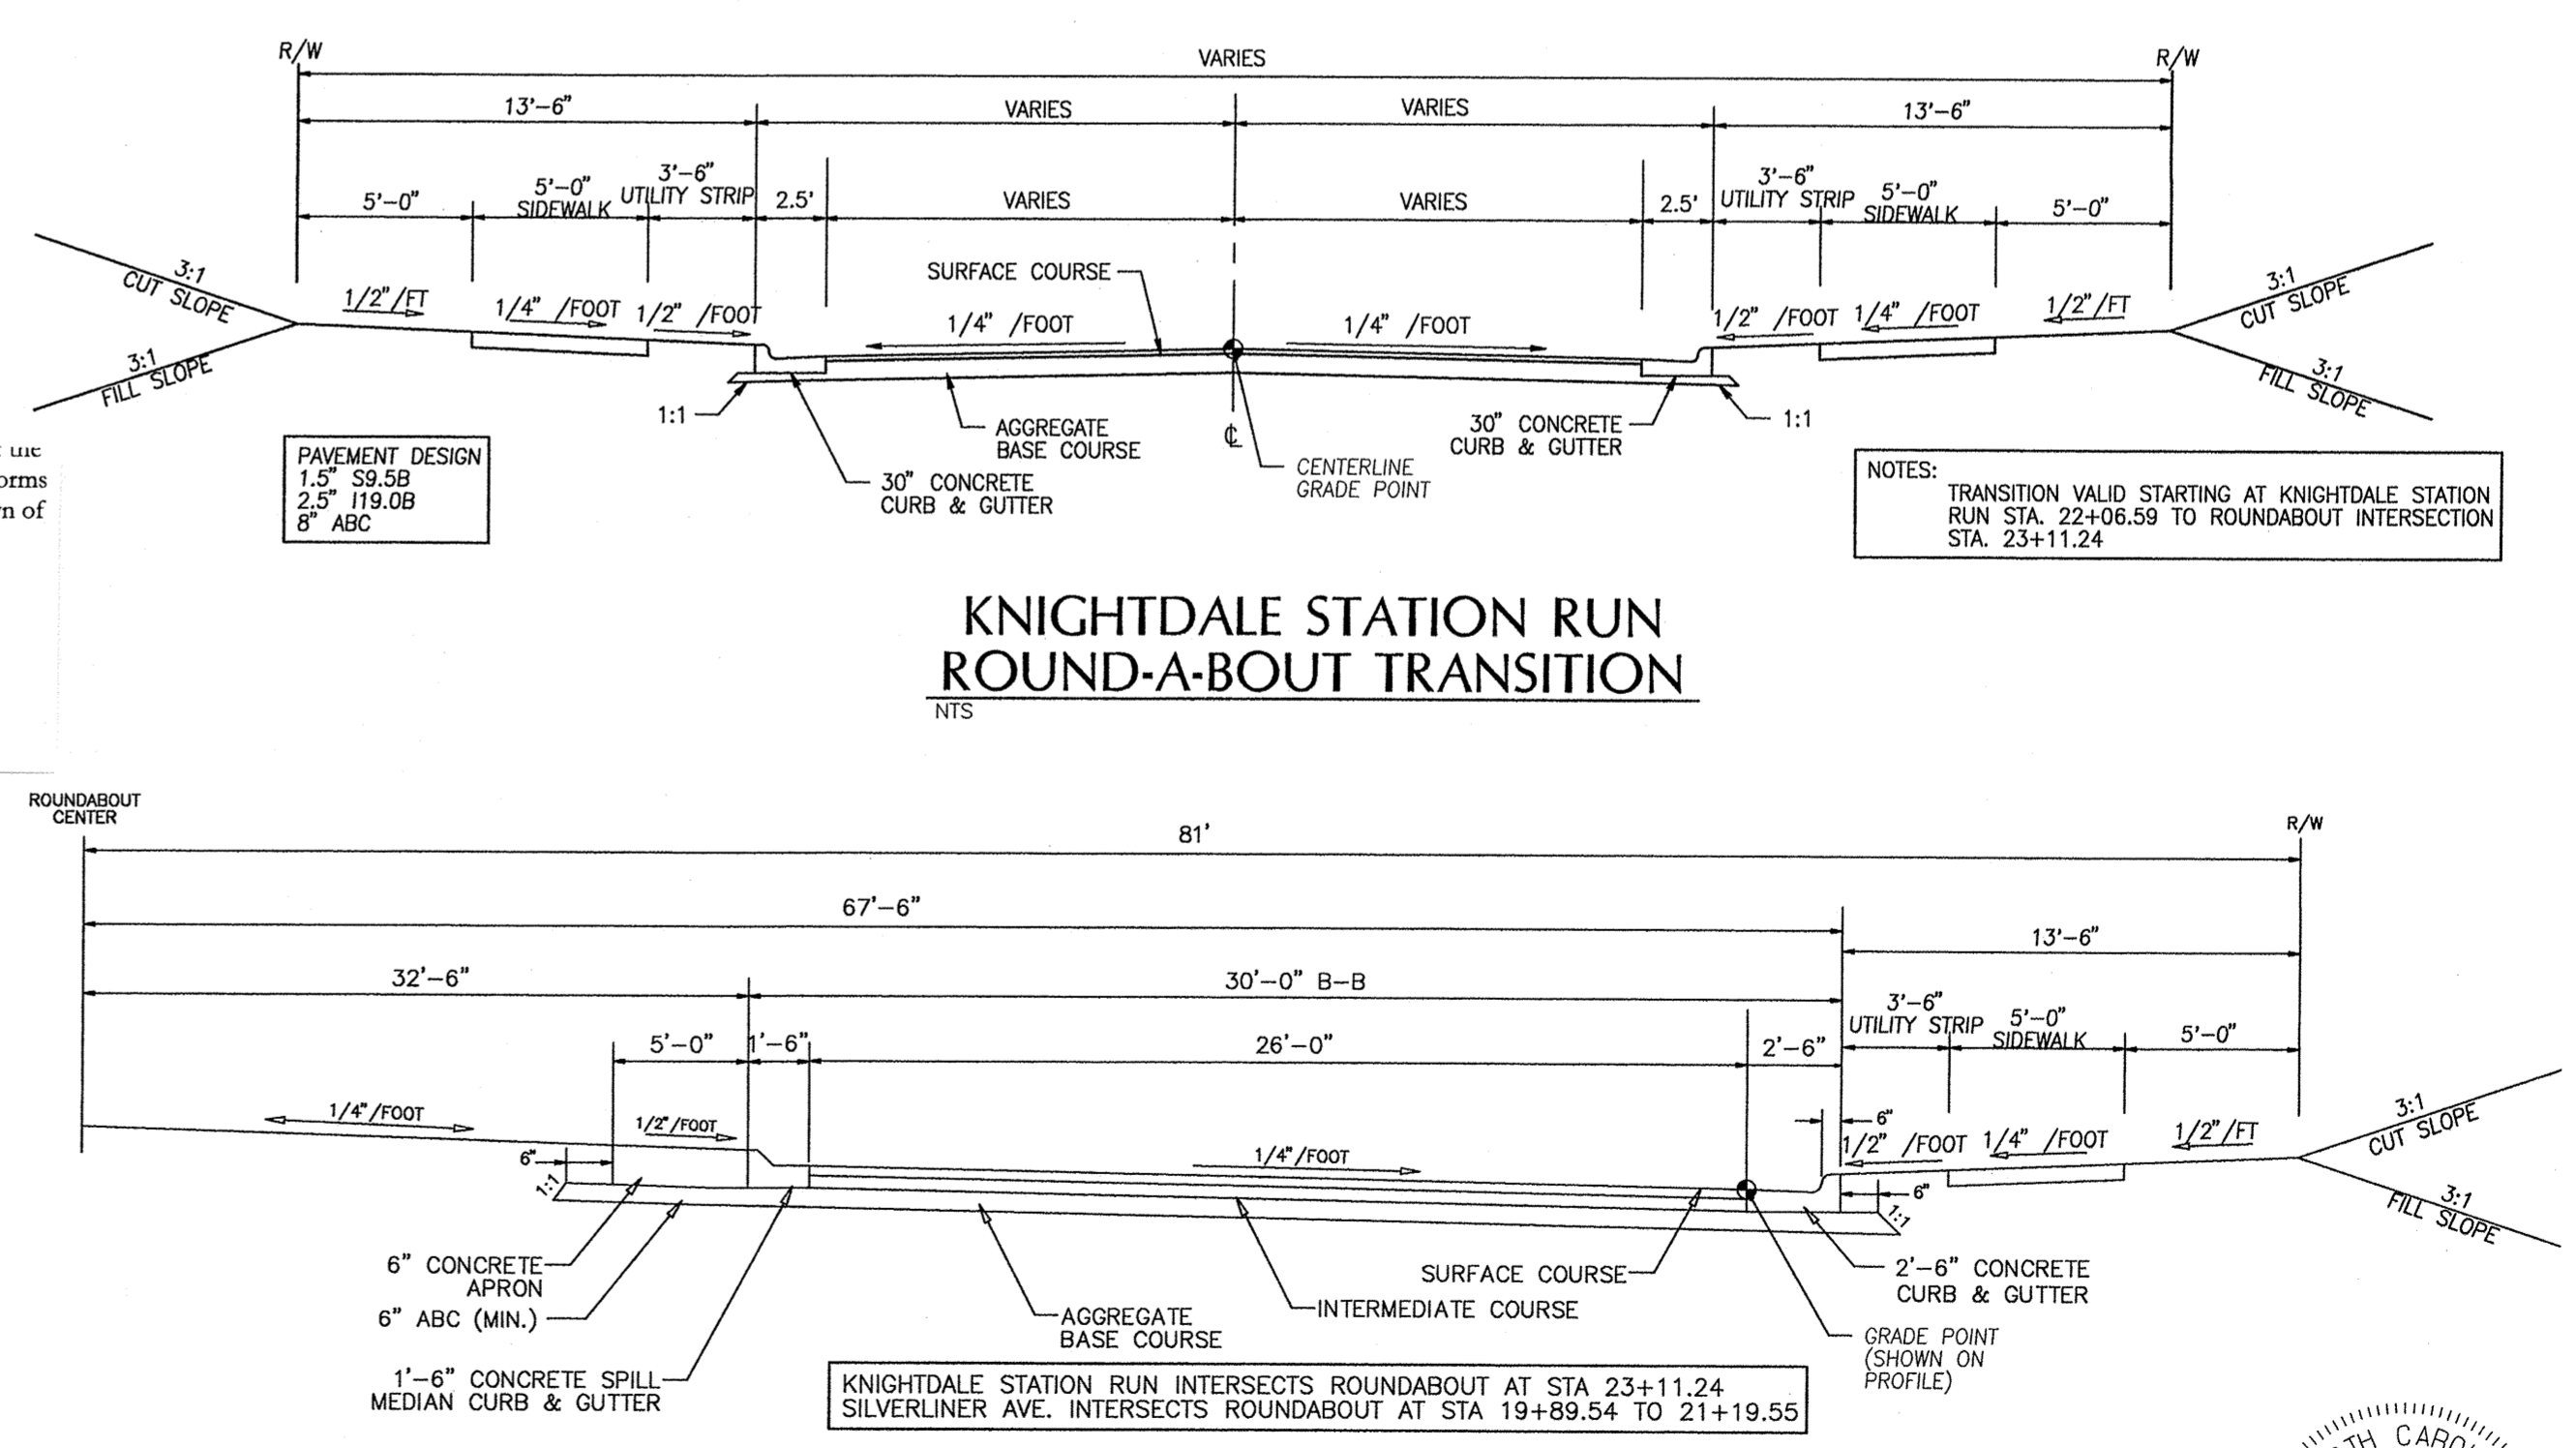 R/W
VARIES
R/W
13'-6"
VARIES
VARIES
13'-6"
5'-0"
5'-0"
SIDEWALK
3'-6"
UTILITY STRIP
2.5'
VARIES
VARIES
2.5'
3'-6"
UTILITY STRIP
5'-0"
SIDEWALK
5'-0"
3:1
CUT SLOPE
3:1
FILL SLOPE
1/2"/FT
1/4" /FOOT
1/2" /FOOT
SURFACE COURSE
1/4" /FOOT
1/4" /FOOT
1/2" /FOOT
1/4" /FOOT
1/2"/FT
3:1
CUT SLOPE
3:1
FILL SLOPE
1:1
AGGREGATE
BASE COURSE
30" CONCRETE
CURB & GUTTER
℄
CENTERLINE
GRADE POINT
30" CONCRETE
CURB & GUTTER
1:1
orms
n of
PAVEMENT DESIGN
1.5" S9.5B
2.5" I19.0B
8" ABC
NOTES:
TRANSITION VALID STARTING AT KNIGHTDALE STATION
RUN STA. 22+06.59 TO ROUNDABOUT INTERSECTION
STA. 23+11.24
KNIGHTDALE STATION RUN
ROUND-A-BOUT TRANSITION
NTS
ROUNDABOUT
CENTER
81'
R/W
67'-6"
13'-6"
32'-6"
30'-0" B-B
5'-0"
1'-6"
26'-0"
2'-6"
3'-6"
UTILITY STRIP
5'-0"
SIDEWALK
5'-0"
1/4"/FOOT
1/2"/FOOT
6"
1:1
1/4"/FOOT
6"
1/2" /FOOT
1/4" /FOOT
1/2"/FT
6"
1:1
3:1
CUT SLOPE
3:1
FILL SLOPE
6" CONCRETE
APRON
6" ABC (MIN.)
1'-6" CONCRETE SPILL
MEDIAN CURB & GUTTER
AGGREGATE
BASE COURSE
INTERMEDIATE COURSE
SURFACE COURSE
2'-6" CONCRETE
CURB & GUTTER
GRADE POINT
(SHOWN ON
PROFILE)
KNIGHTDALE STATION RUN INTERSECTS ROUNDABOUT AT STA 23+11.24
SILVERLINER AVE. INTERSECTS ROUNDABOUT AT STA 19+89.54 TO 21+19.55